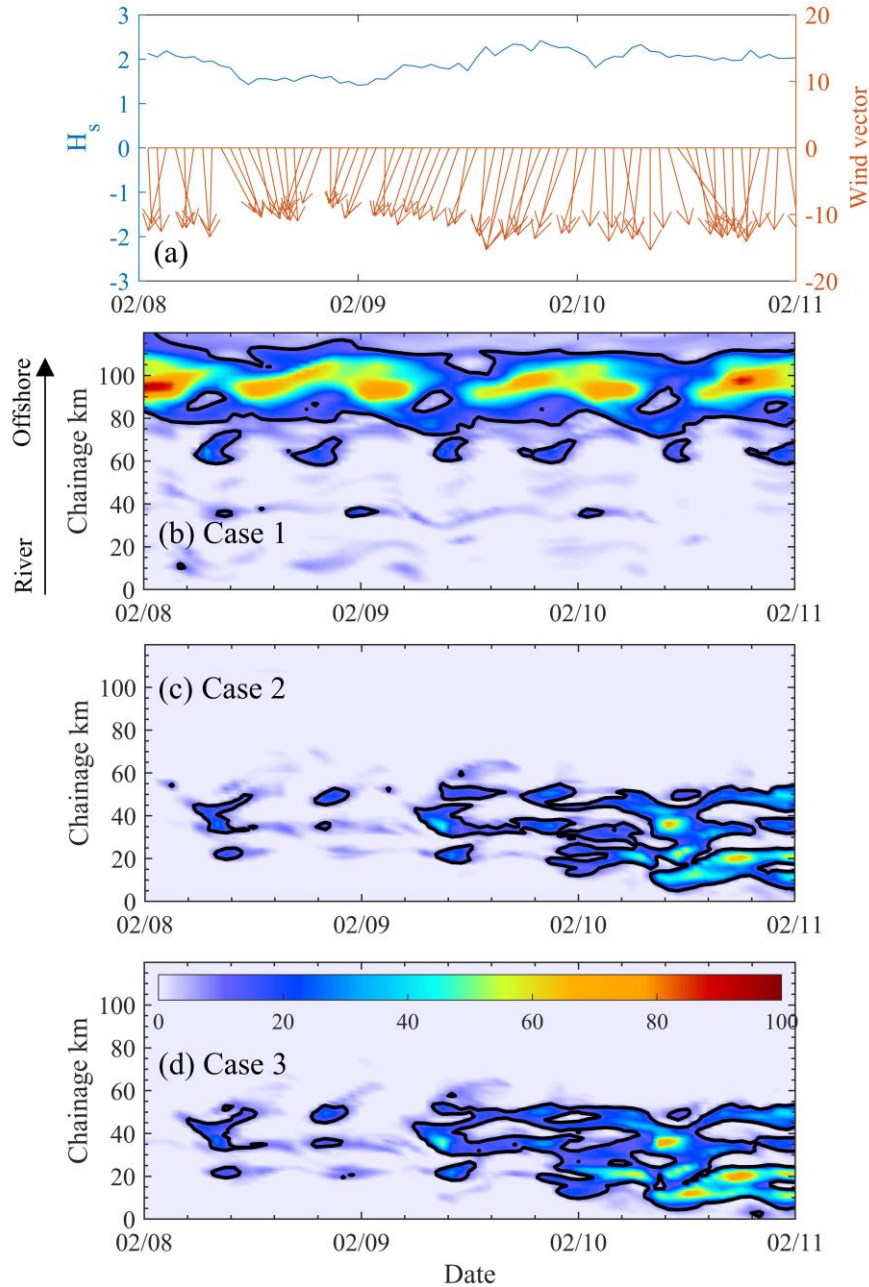 3
2
1
0
-1
-2
-3
H_s
20
10
0
-10
-20
Wind vector
(a)
02/08 02/09 02/10 02/11
Offshore
River
Chainage km
100
80
60
40
20
0
(b) Case 1
02/08 02/09 02/10 02/11
Chainage km
100
80
60
40
20
0
(c) Case 2
02/08 02/09 02/10 02/11
Chainage km
100
80
60
40
20
0
0 20 40 60 80 100
(d) Case 3
02/08 02/09 02/10 02/11
Date